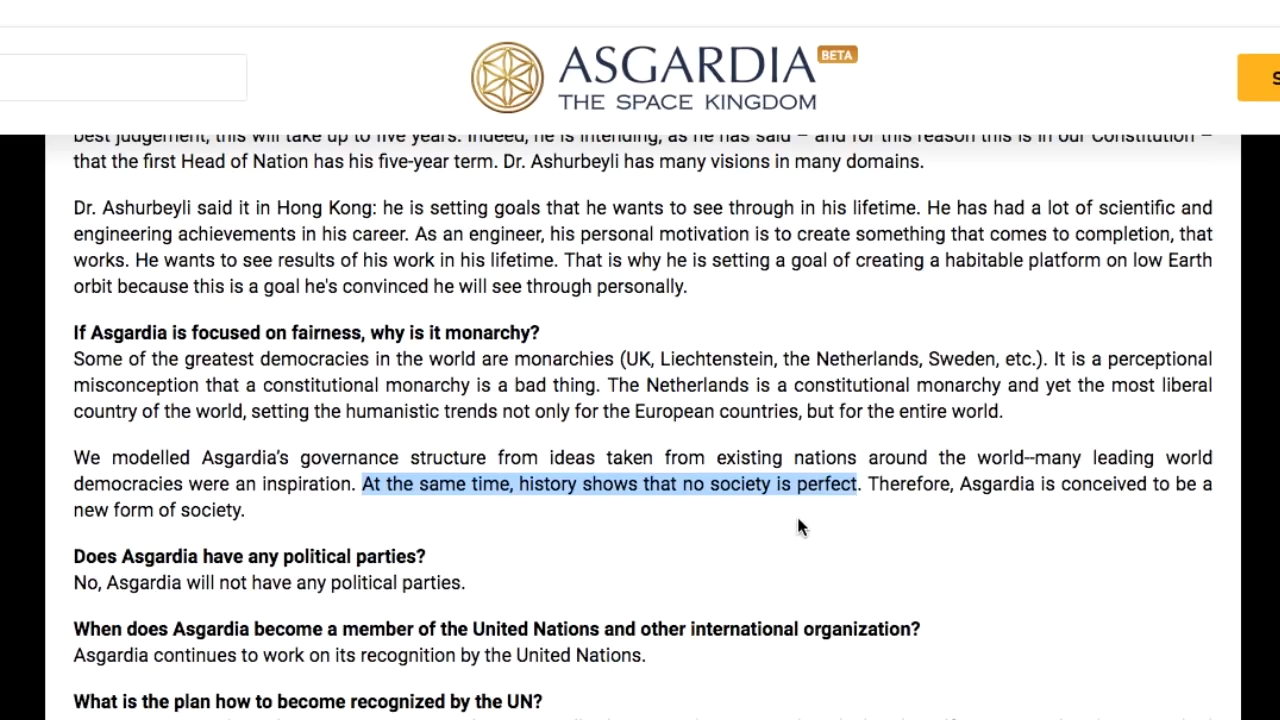 ASGARDIA BETA
THE SPACE KINGDOM
S
best judgement, this will take up to five years. Indeed, he is intending, as he has said – and for this reason this is in our Constitution –
that the first Head of Nation has his five-year term. Dr. Ashurbeyli has many visions in many domains.
Dr. Ashurbeyli said it in Hong Kong: he is setting goals that he wants to see through in his lifetime. He has had a lot of scientific and
engineering achievements in his career. As an engineer, his personal motivation is to create something that comes to completion, that
works. He wants to see results of his work in his lifetime. That is why he is setting a goal of creating a habitable platform on low Earth
orbit because this is a goal he's convinced he will see through personally.
If Asgardia is focused on fairness, why is it monarchy?
Some of the greatest democracies in the world are monarchies (UK, Liechtenstein, the Netherlands, Sweden, etc.). It is a perceptional
misconception that a constitutional monarchy is a bad thing. The Netherlands is a constitutional monarchy and yet the most liberal
country of the world, setting the humanistic trends not only for the European countries, but for the entire world.
We modelled Asgardia’s governance structure from ideas taken from existing nations around the world--many leading world
democracies were an inspiration. At the same time, history shows that no society is perfect. Therefore, Asgardia is conceived to be a
new form of society.
Does Asgardia have any political parties?
No, Asgardia will not have any political parties.
When does Asgardia become a member of the United Nations and other international organization?
Asgardia continues to work on its recognition by the United Nations.
What is the plan how to become recognized by the UN?